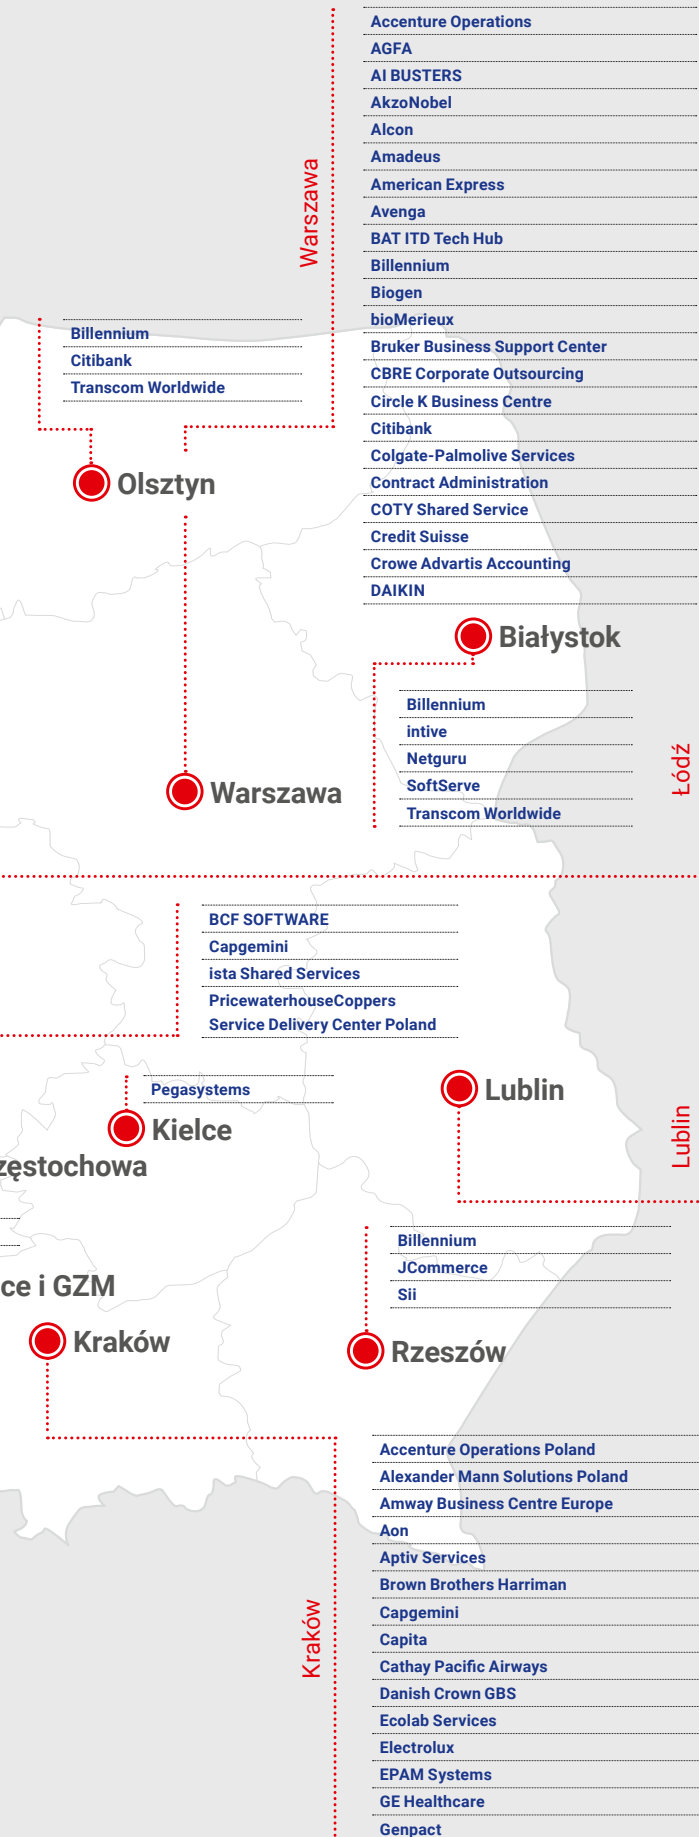 Accenture Operations
AGFA
AI BUSTERS
AkzoNobel
Alcon
Amadeus
American Express
Avenga
BAT ITD Tech Hub
Billennium
Biogen
bioMerieux
Bruker Business Support Center
CBRE Corporate Outsourcing
Circle K Business Centre
Citibank
Colgate-Palmolive Services
Contract Administration
COTY Shared Service
Credit Suisse
Crowe Advartis Accounting
DAIKIN
Warszawa
Billennium
Citibank
Transcom Worldwide
Olsztyn
Białystok
Billennium
intive
Netguru
SoftServe
Transcom Worldwide
Łódź
Warszawa
BCF SOFTWARE
Capgemini
ista Shared Services
PricewaterhouseCoppers
Service Delivery Center Poland
Pegasystems
Kielce
Lublin
Lublin
zęstochowa
Billennium
JCommerce
Sii
ce i GZM
Kraków
Rzeszów
Kraków
Accenture Operations Poland
Alexander Mann Solutions Poland
Amway Business Centre Europe
Aon
Aptiv Services
Brown Brothers Harriman
Capgemini
Capita
Cathay Pacific Airways
Danish Crown GBS
Ecolab Services
Electrolux
EPAM Systems
GE Healthcare
Genpact